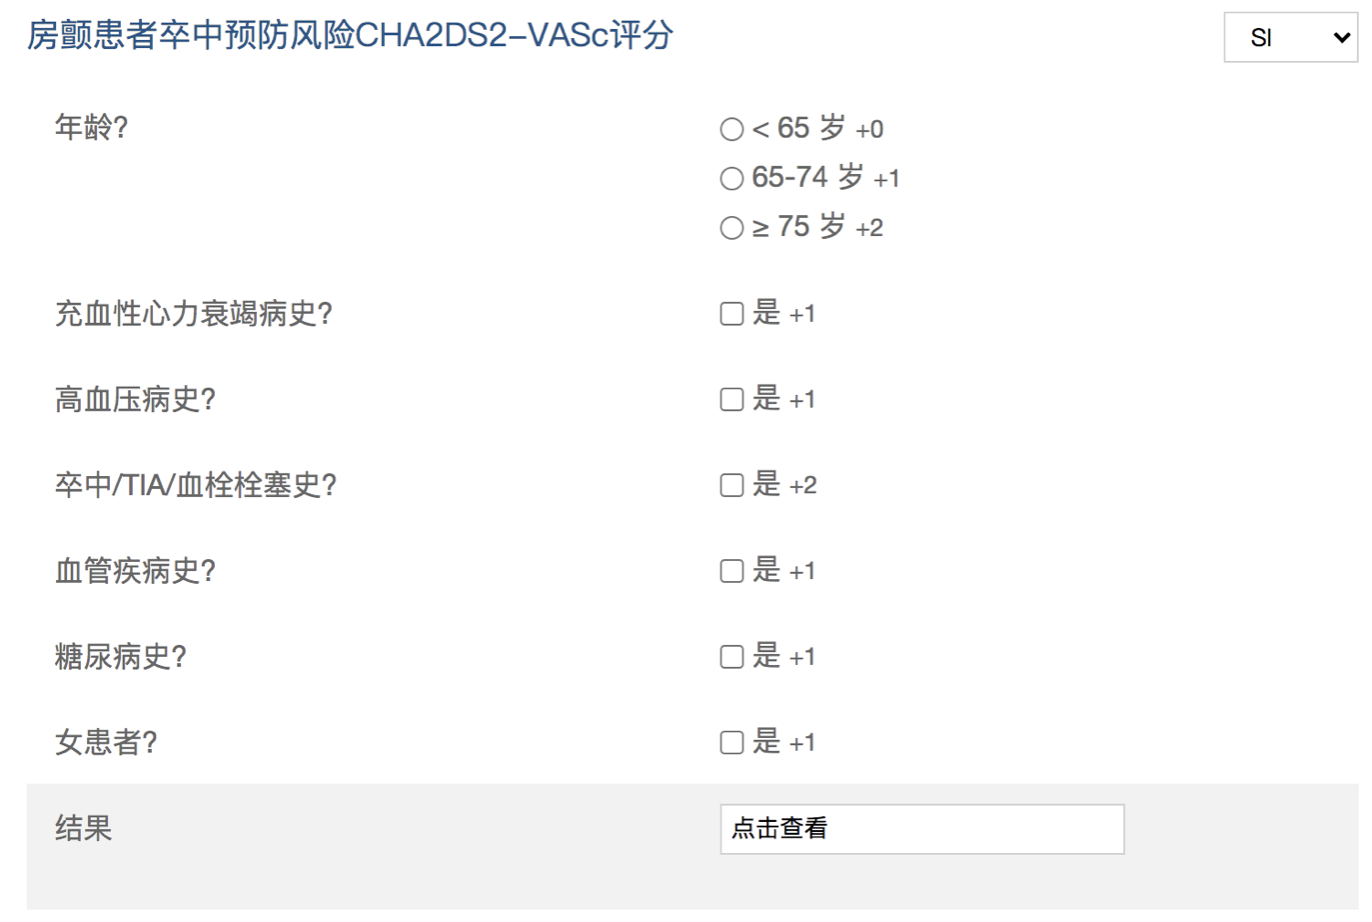 房颤患者卒中预防风险CHA2DS2–VASc评分
SI
年龄?
< 65 岁 +0
65-74 岁 +1
≥ 75 岁 +2
充血性心力衰竭病史?
是 +1
高血压病史?
是 +1
卒中/TIA/血栓栓塞史?
是 +2
血管疾病史?
是 +1
糖尿病史?
是 +1
女患者?
是 +1
结果
点击查看